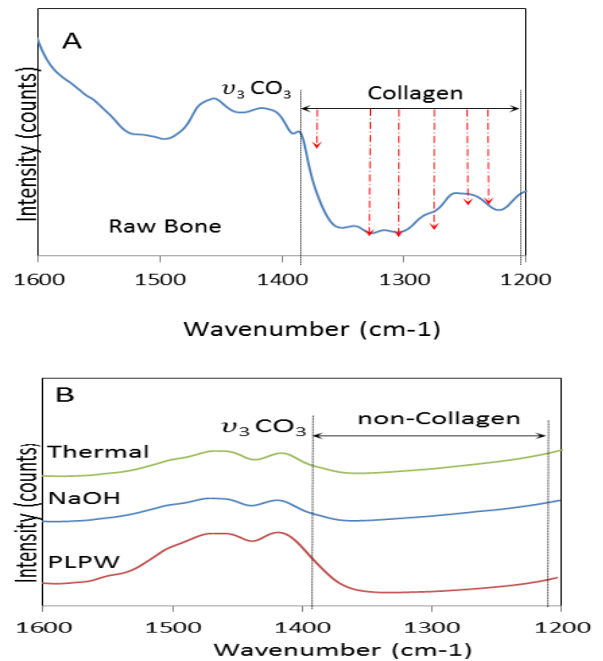 A
υ₃ CO₃
Collagen
Intensity (counts)
Raw Bone
1600 1500 1400 1300 1200
Wavenumber (cm-1)
B
υ₃ CO₃
non-Collagen
Thermal
NaOH
PLPW
Intensity (counts)
1600 1500 1400 1300 1200
Wavenumber (cm-1)